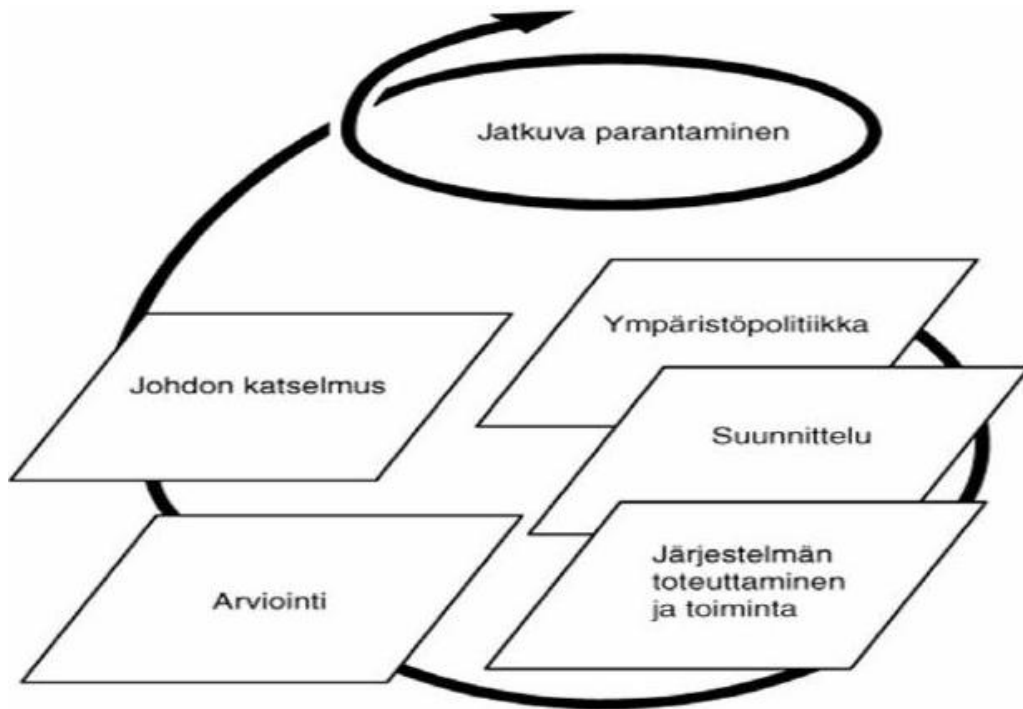 Jatkuva parantaminen
Ympäristöpolitiikka
Suunnittelu
Järjestelmän
toteuttaminen
ja toiminta
Arviointi
Johdon katselmus